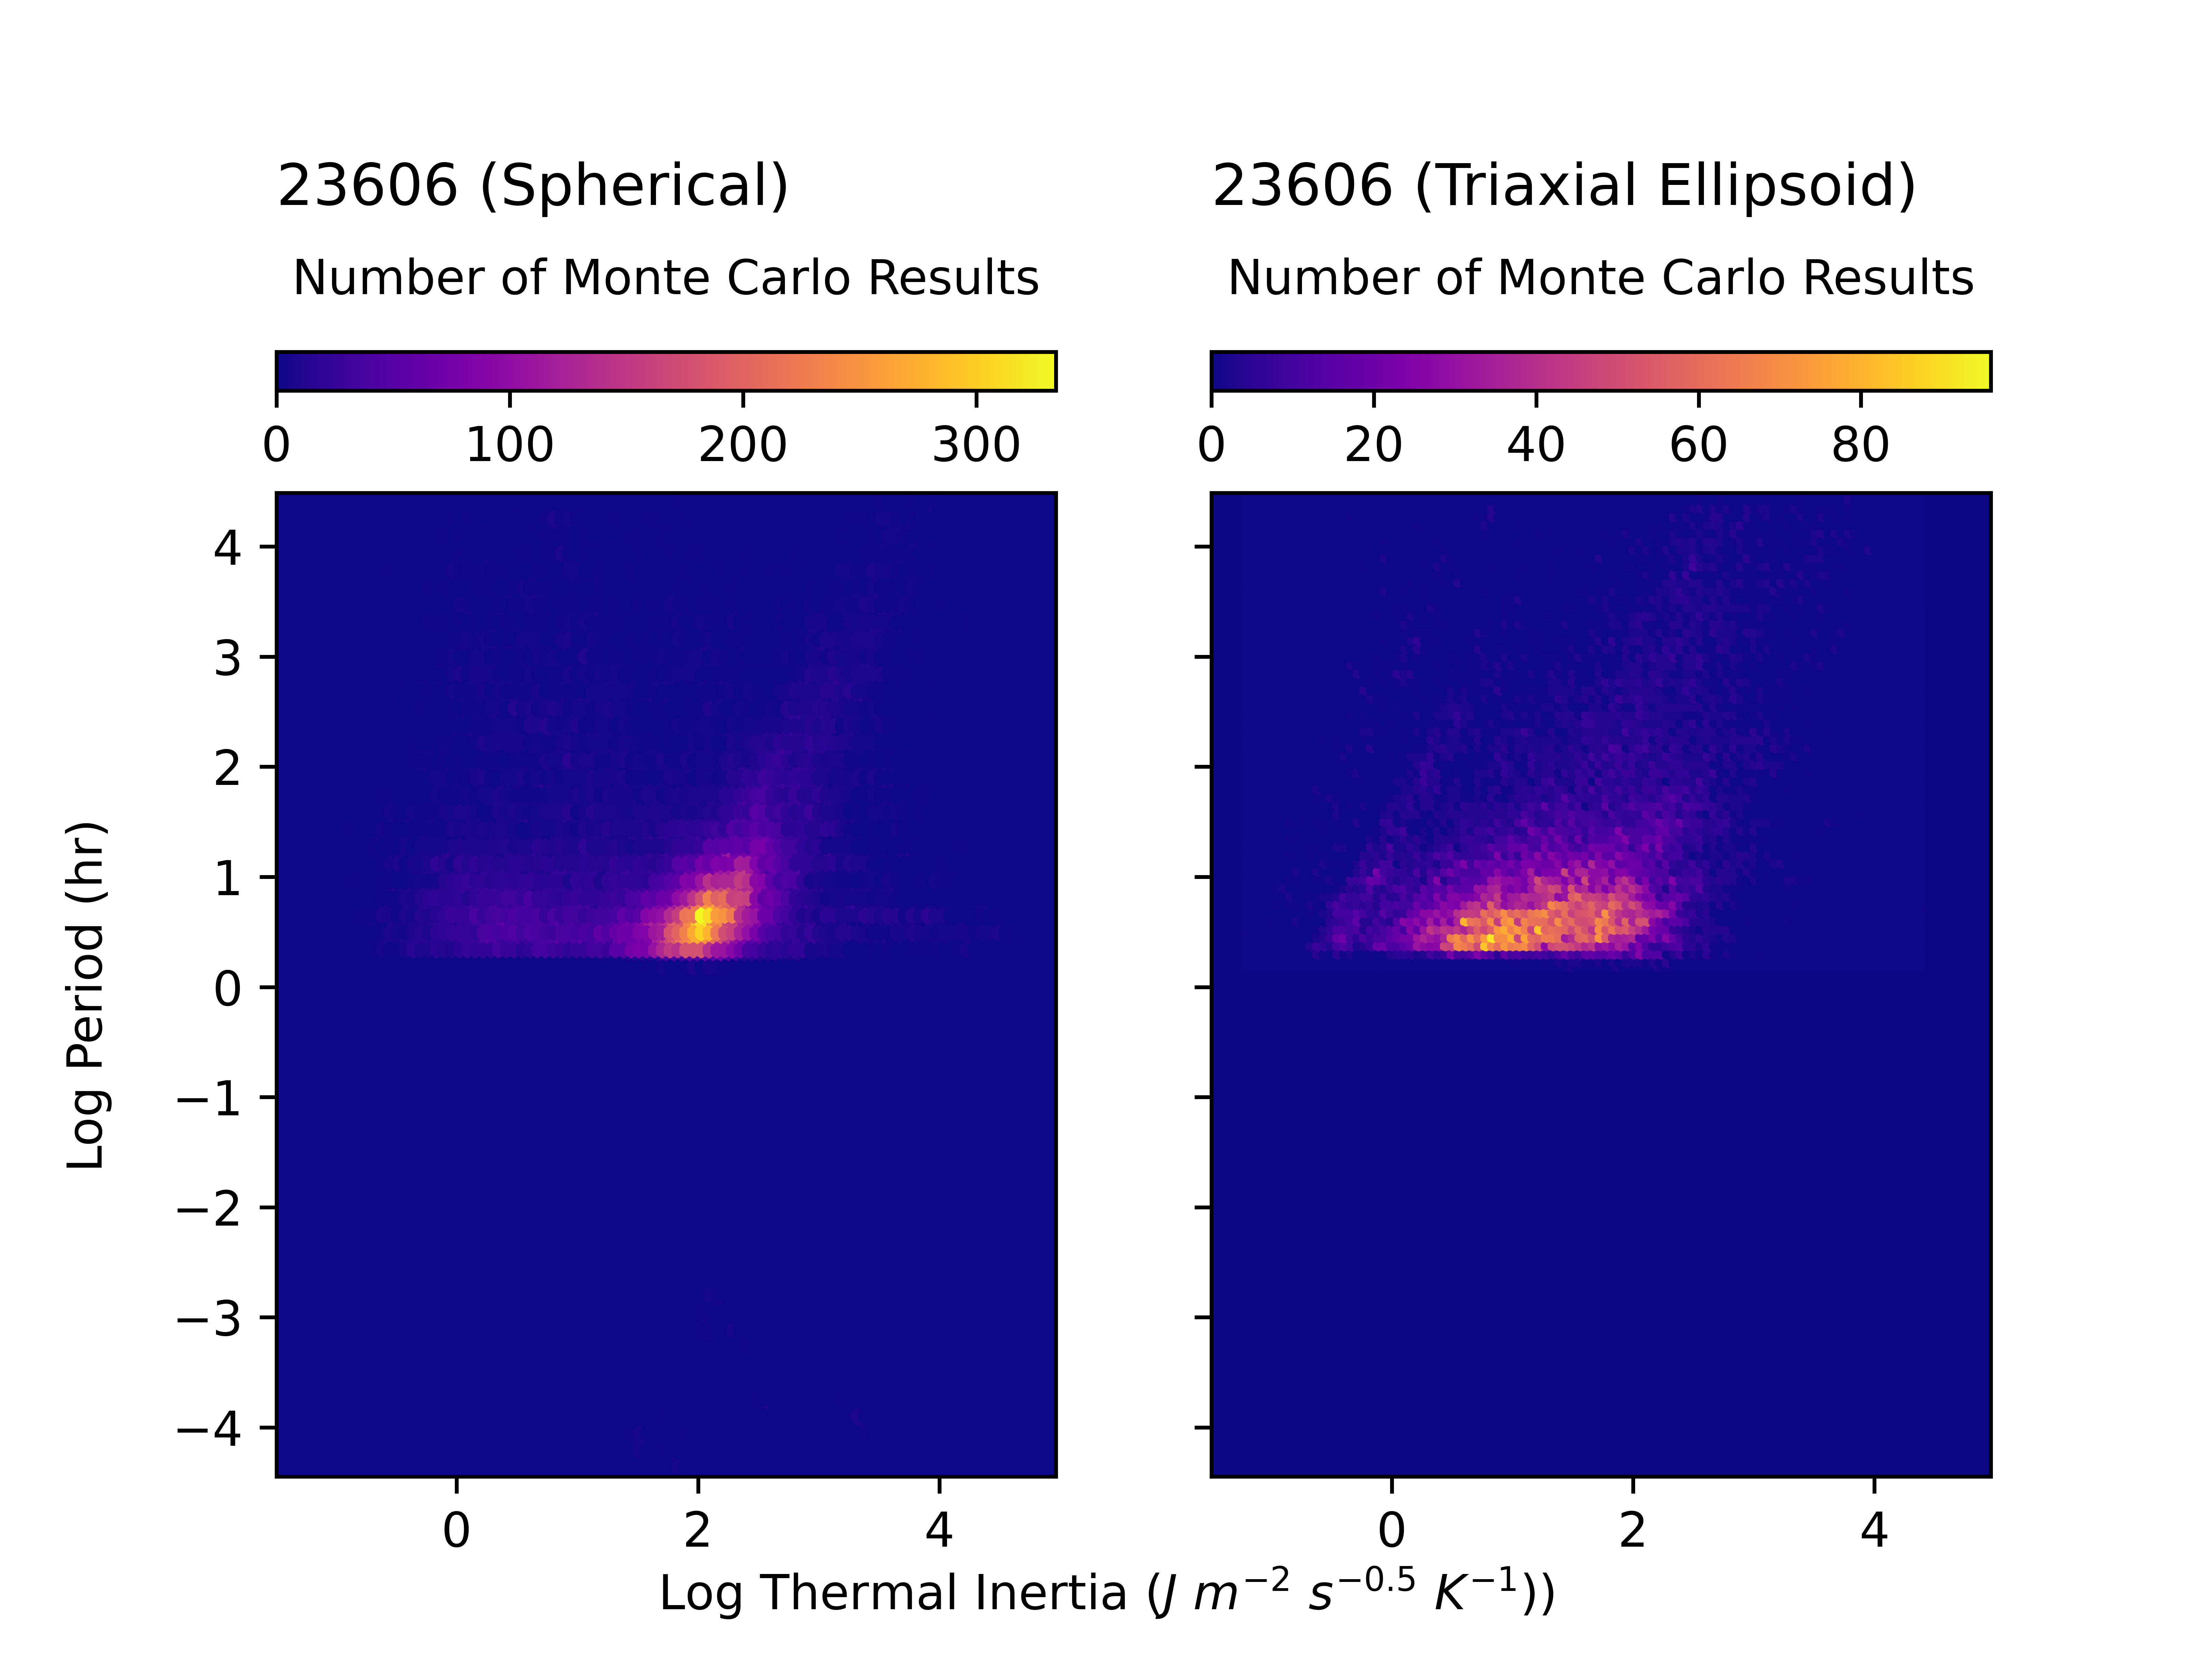 23606 (Spherical)
Number of Monte Carlo Results
0 100 200 300
23606 (Triaxial Ellipsoid)
Number of Monte Carlo Results
0 20 40 60 80
Log Period (hr)
4
3
2
1
0
−1
−2
−3
−4
0 2 4
0 2 4
Log Thermal Inertia (J m⁻² s⁻⁰·⁵ K⁻¹))